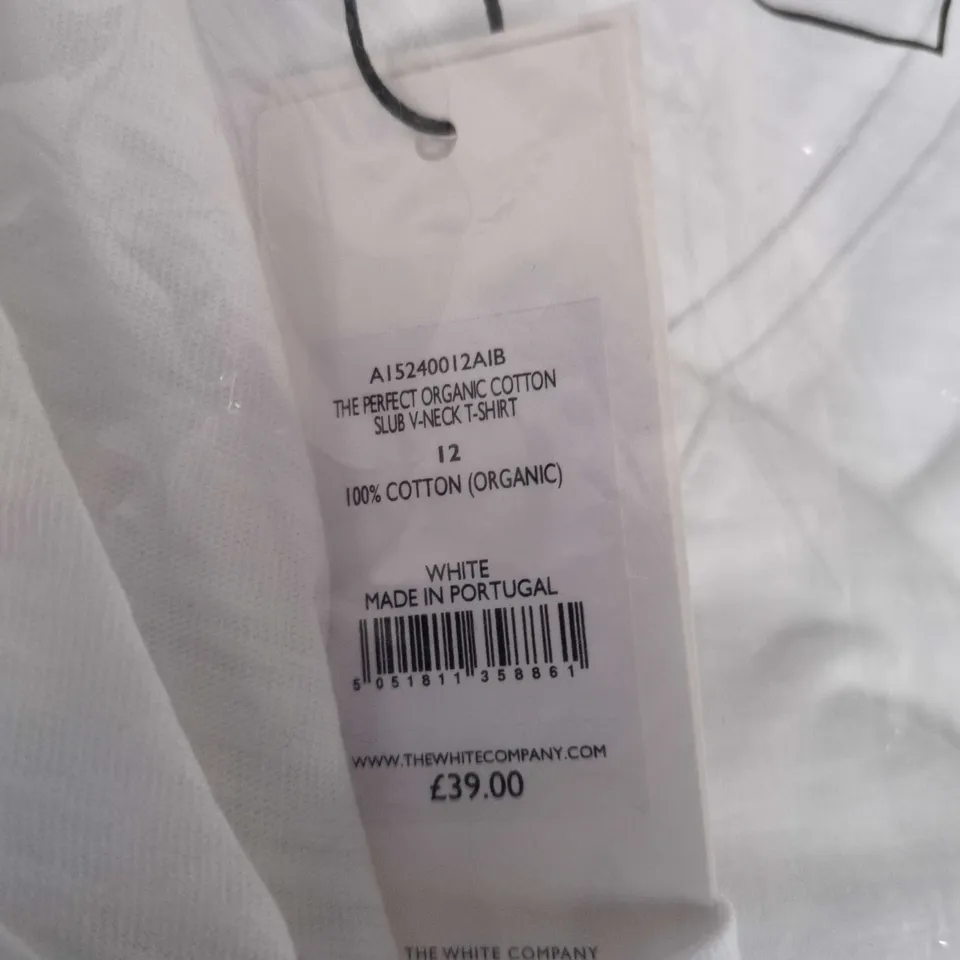 A15240012A1B
THE PERFECT ORGANIC COTTON
SLUB V-NECK T-SHIRT
12
100% COTTON (ORGANIC)
WHITE
MADE IN PORTUGAL
5 051811 358861
WWW.THEWHITECOMPANY.COM
£39.00
THE WHITE COMPANY